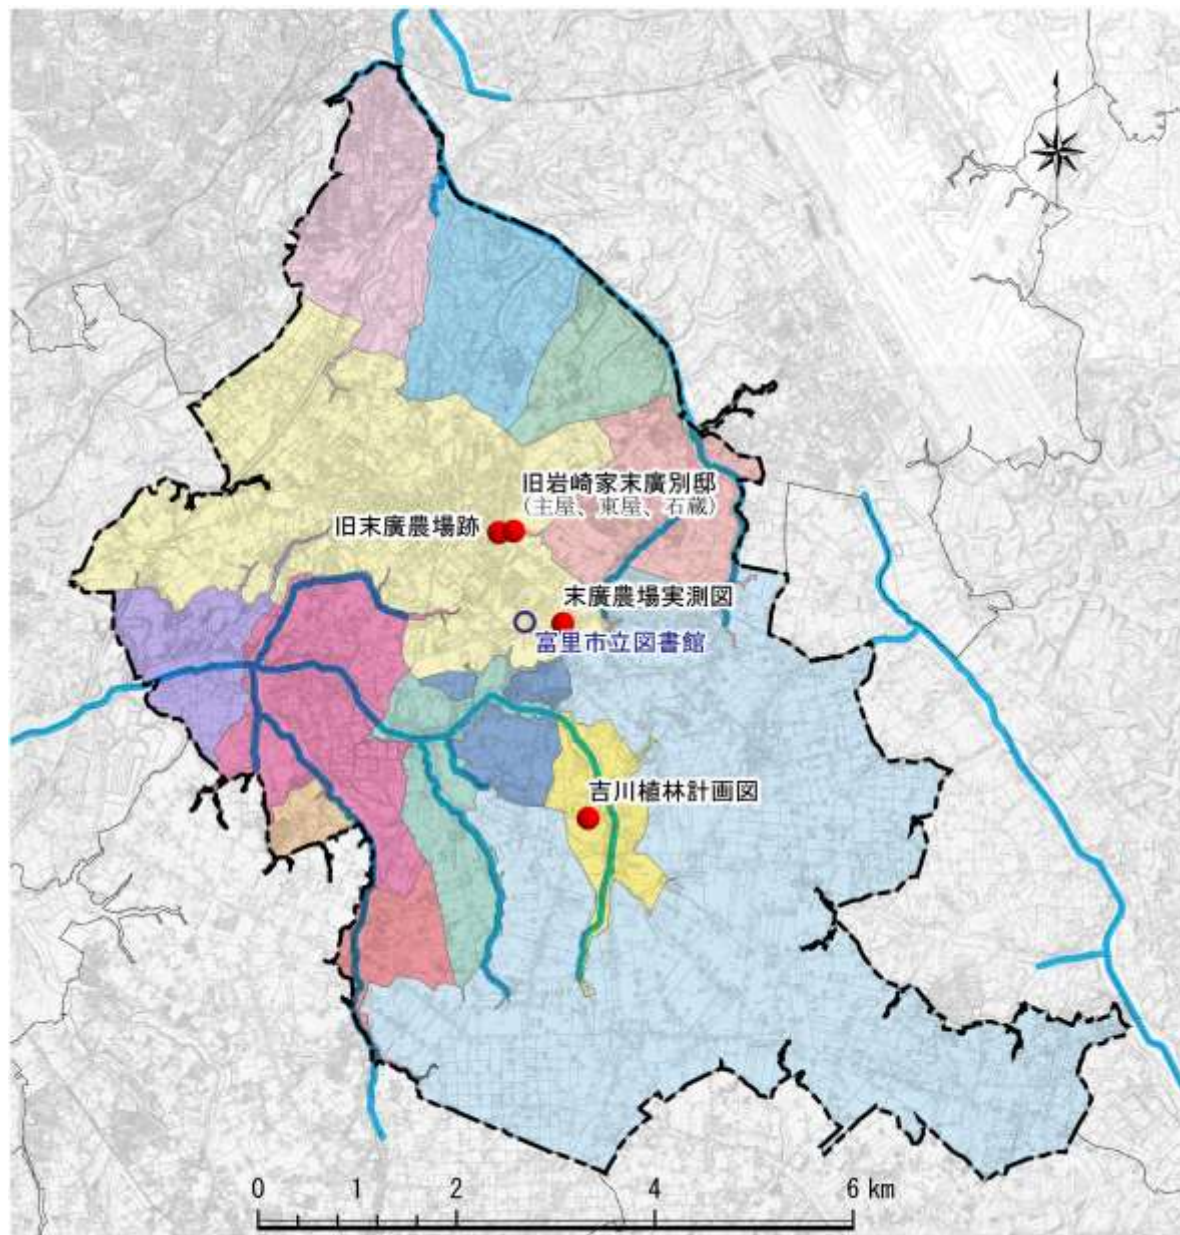 旧岩崎家末廣別邸
(主屋、東屋、石蔵)
旧末廣農場跡
末廣農場実測図
富里市立図書館
吉川植林計画図
0 1 2 4 6 km